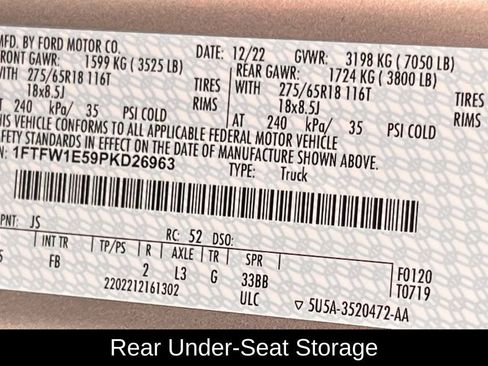 MFD. BY FORD MOTOR CO.
DATE: 12/22 GVWR: 3198 KG ( 7050 LB)
FRONT GAWR: 1599 KG ( 3525 LB) REAR GAWR: 1724 KG ( 3800 LB)
WITH 275/65R18 116T TIRES WITH 275/65R18 116T TIRES
18x8.5J RIMS 18x8.5J RIMS
AT 240 kPa/ 35 PSI COLD AT 240 kPa/ 35 PSI COLD
THIS VEHICLE CONFORMS TO ALL APPLICABLE FEDERAL MOTOR VEHICLE
SAFETY STANDARDS IN EFFECT ON THE DATE OF MANUFACTURE SHOWN ABOVE.
1FTFW1E59PKD26963 TYPE: Truck
PNT: JS RC: 52 DSO:
INT TR TP/PS R AXLE TR SPR
5 FB 2 L3 G 33BB
F0120
2202212161302 ULC
T0719
▽ 5U5A-3520472-AA
Rear Under-Seat Storage